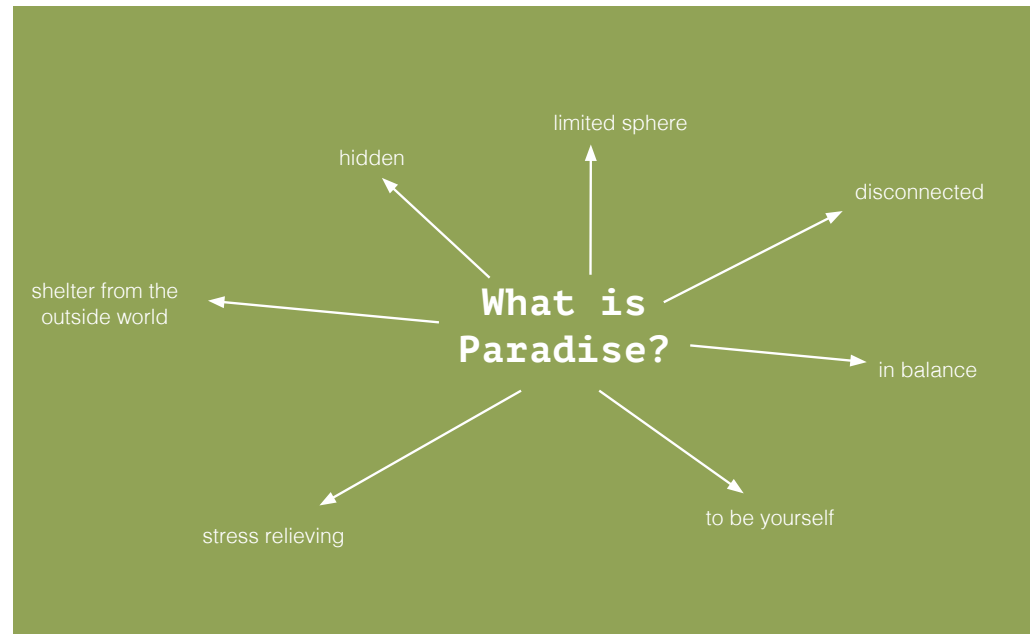 limited sphere
hidden
disconnected
shelter from the
outside world
What is
Paradise?
in balance
to be yourself
stress relieving